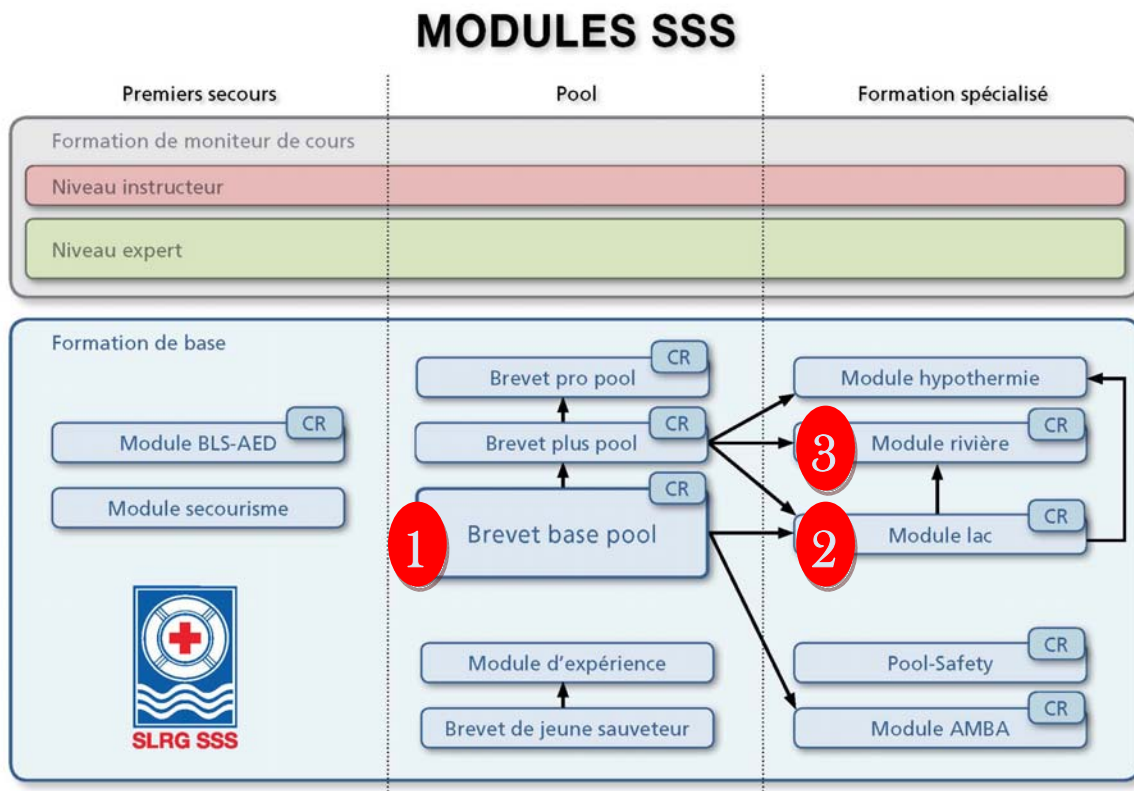 MODULES SSS
Premiers secours
Pool
Formation spécialisé
Formation de moniteur de cours
Niveau instructeur
Niveau expert
Formation de base
CR
Module BLS-AED
Module secourisme
SLRG SSS
CR
Brevet pro pool
CR
Brevet plus pool
CR
1
Brevet base pool
Module d'expérience
Brevet de jeune sauveteur
Module hypothermie
CR
3
Module rivière
CR
2
Module lac
CR
Pool-Safety
CR
Module AMBA